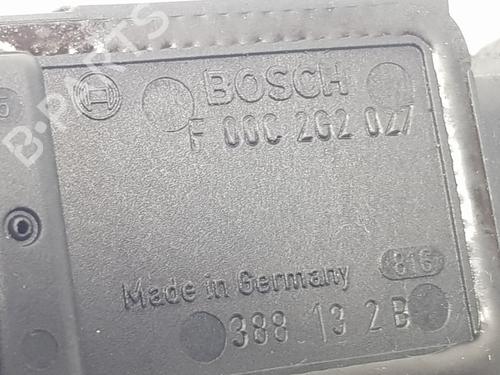 B-PARTS
BOSCH
F 00C 2G2 027
Made in Germany
816
388 13 2B